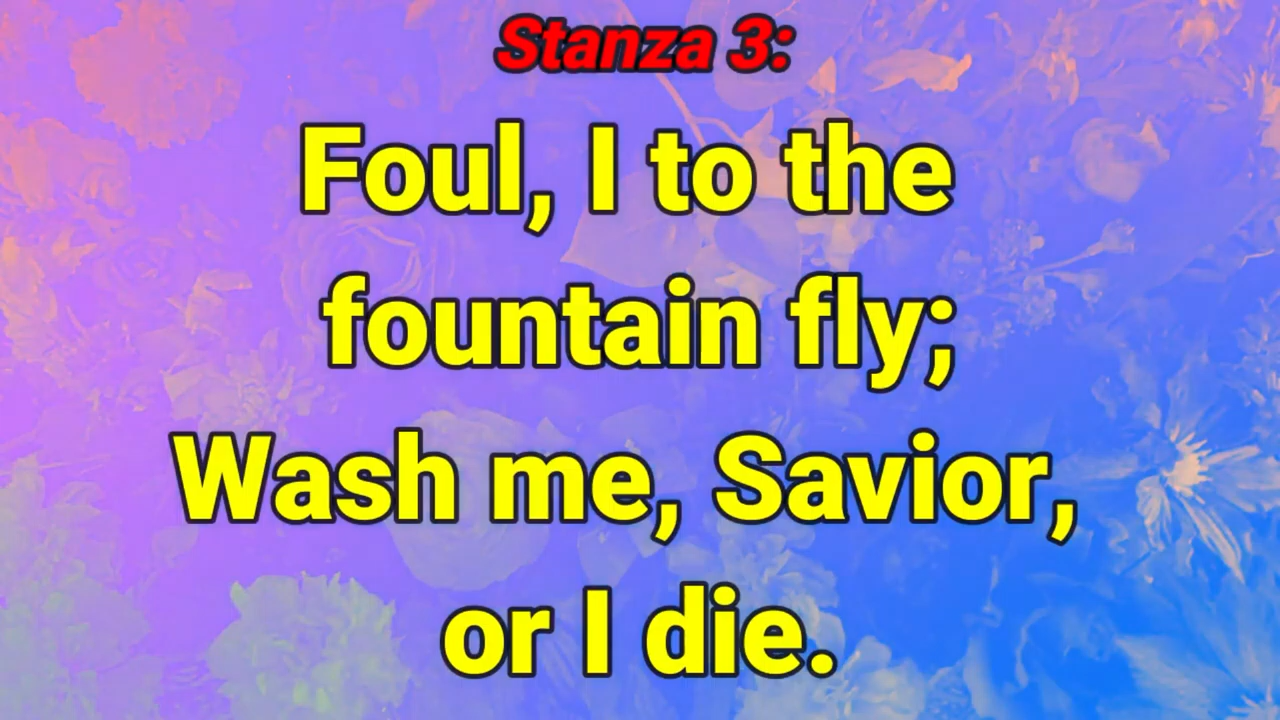 Stanza 3:
Foul, I to the
fountain fly;
Wash me, Savior,
or I die.